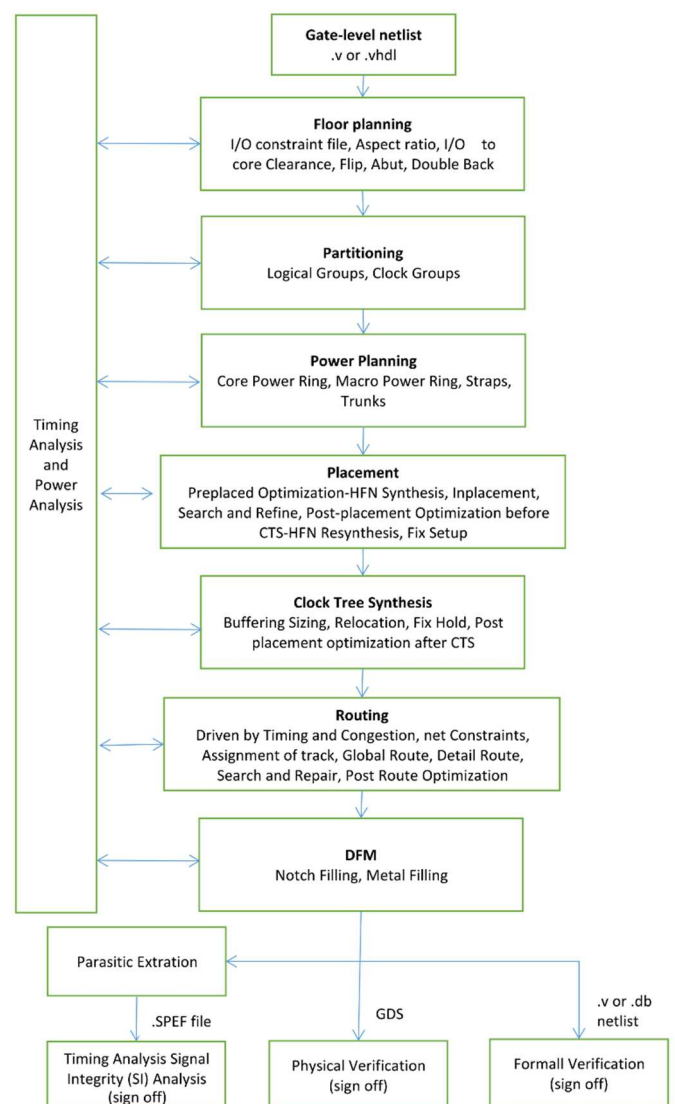 Gate-level netlist
.v or .vhdl
Floor planning
I/O constraint file, Aspect ratio, I/O to
core Clearance, Flip, Abut, Double Back
Partitioning
Logical Groups, Clock Groups
Power Planning
Core Power Ring, Macro Power Ring, Straps,
Trunks
Timing
Analysis
and
Power
Analysis
Placement
Preplaced Optimization-HFN Synthesis, Inplacement,
Search and Refine, Post-placement Optimization before
CTS-HFN Resynthesis, Fix Setup
Clock Tree Synthesis
Buffering Sizing, Relocation, Fix Hold, Post
placement optimization after CTS
Routing
Driven by Timing and Congestion, net Constraints,
Assignment of track, Global Route, Detail Route,
Search and Repair, Post Route Optimization
DFM
Notch Filling, Metal Filling
Parasitic Extration
.SPEF file
GDS
.v or .db
netlist
Timing Analysis Signal
Integrity (SI) Analysis
(sign off)
Physical Verification
(sign off)
Formall Verification
(sign off)